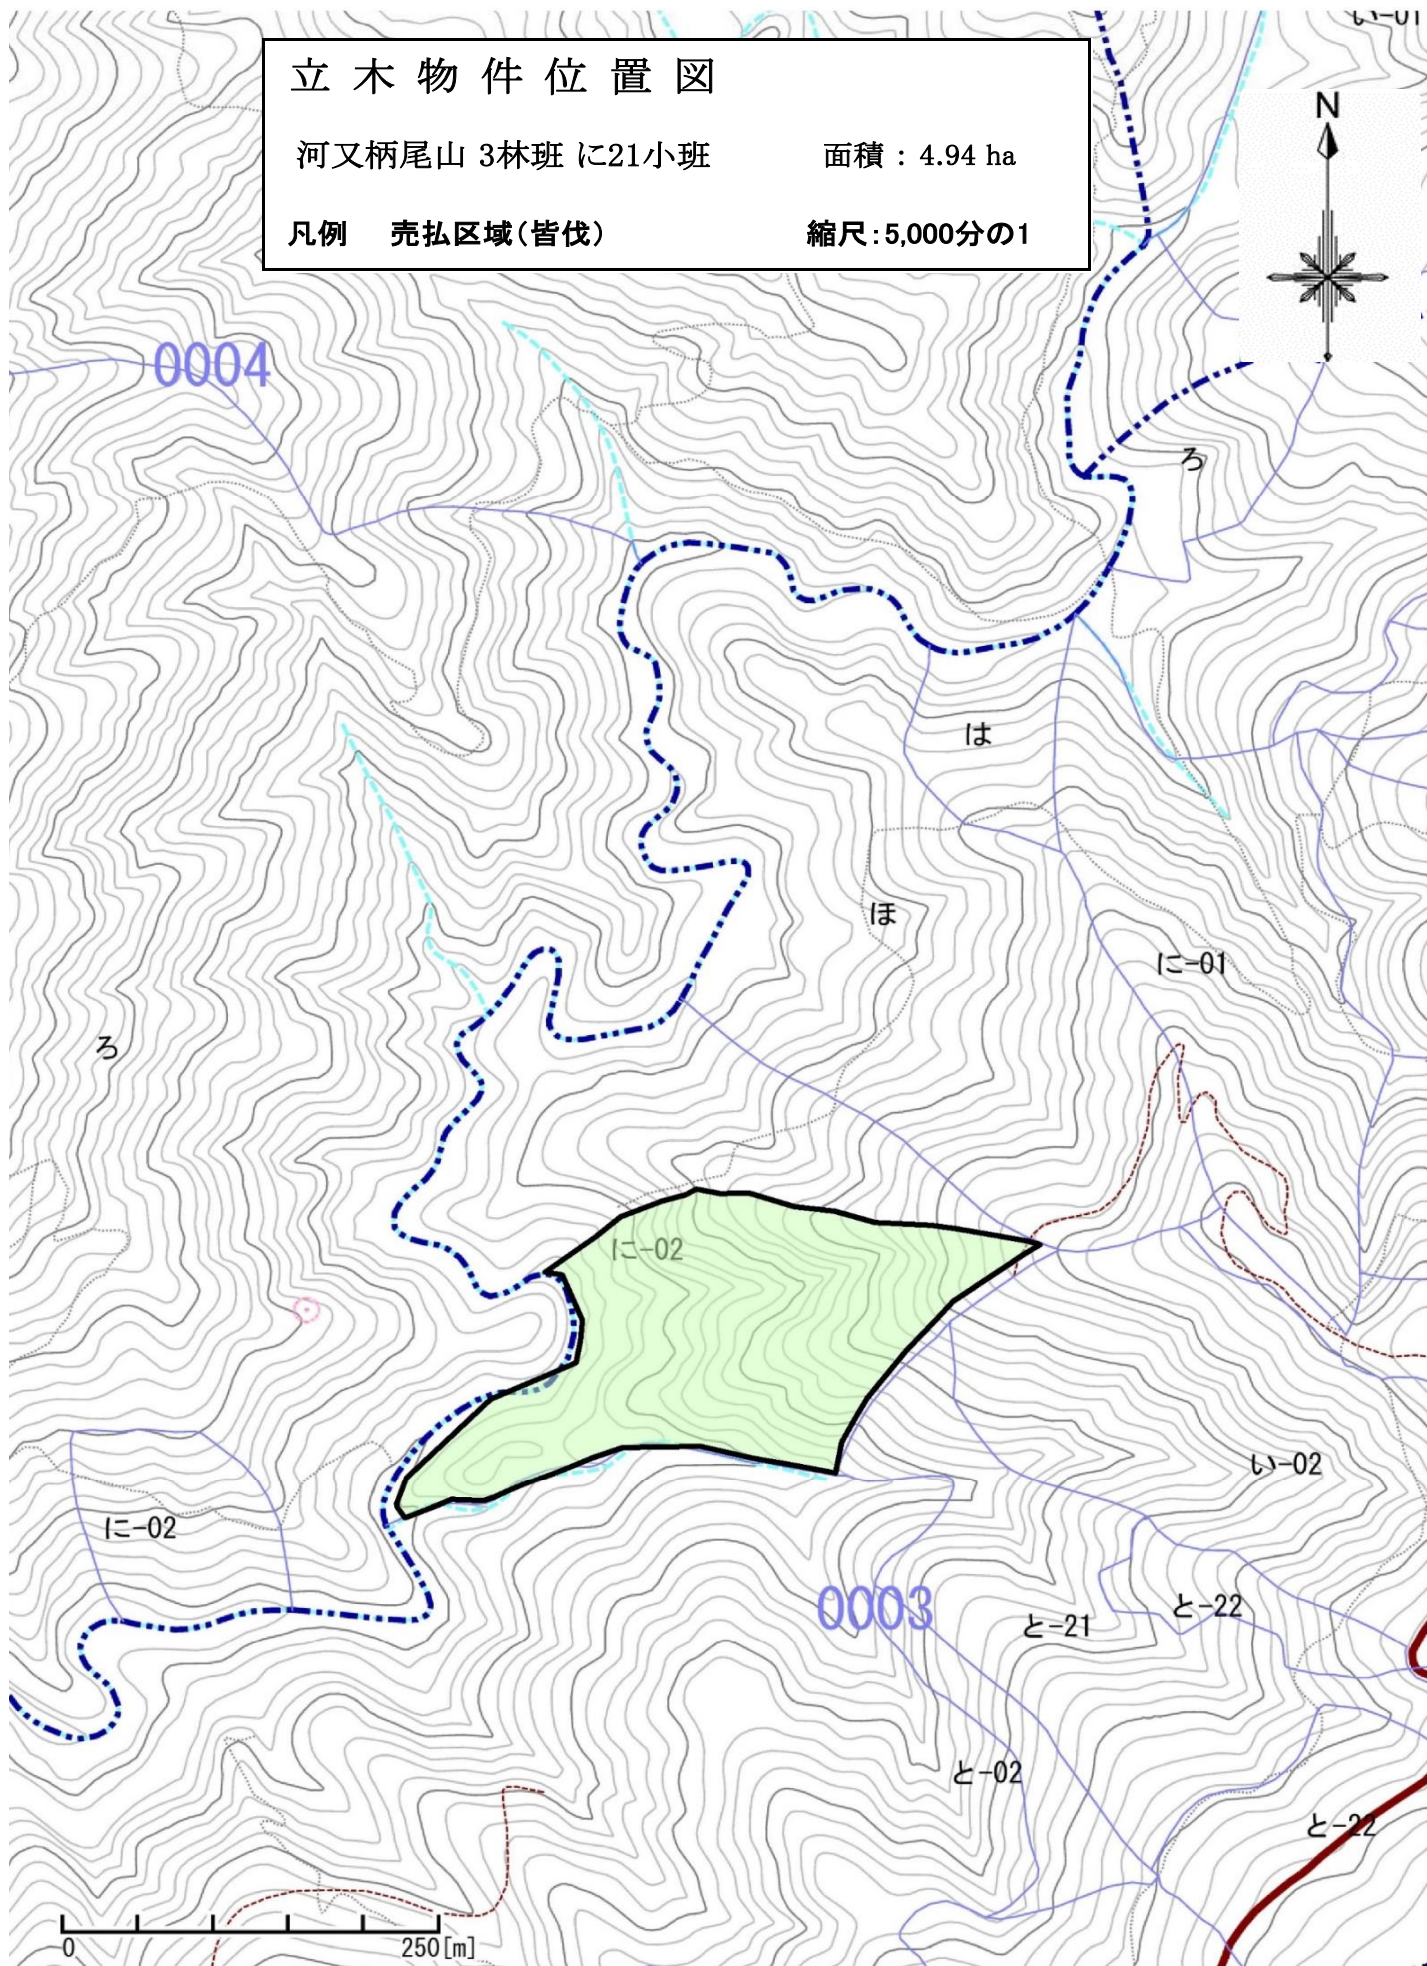 い-01
立木物件位置図
河又柄尾山 3林班 に21小班 面積：4.94 ha
凡例 売払区域（皆伐） 縮尺：5,000分の1
N
0004
ろ
は
ほ
に-01
ろ
に-02
い-02
に-02
0003
と-22
と-21
と-02
と-22
0 250[m]